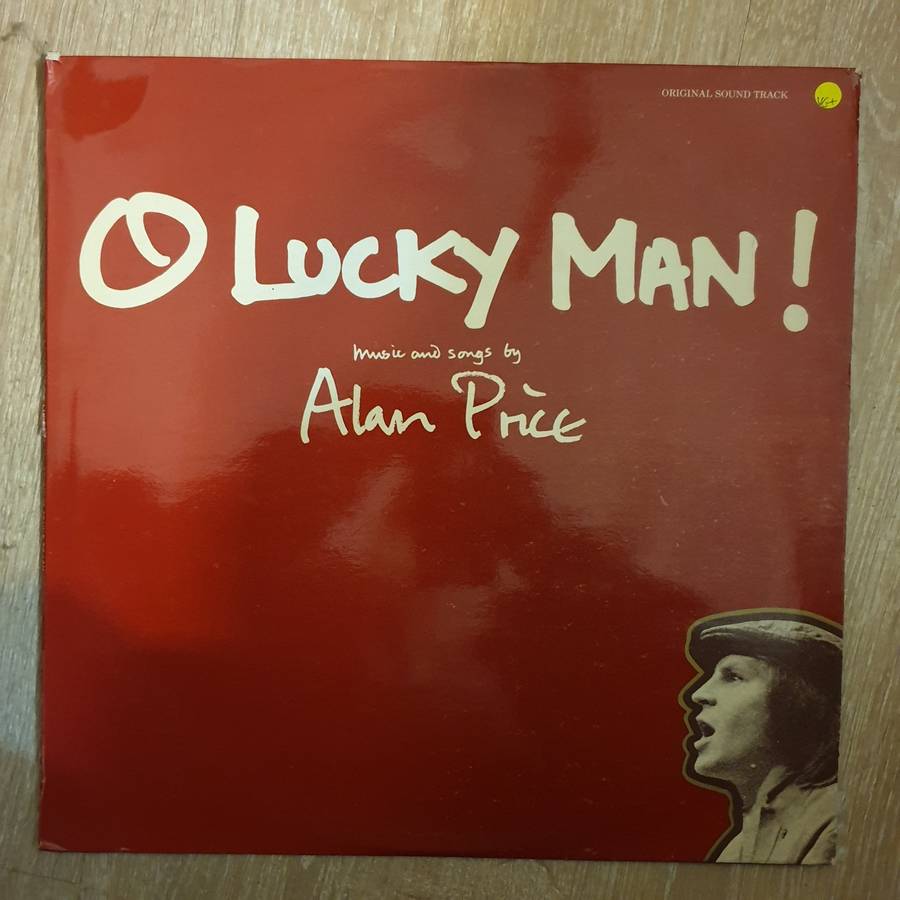 ORIGINAL SOUND TRACK
O LUCKY MAN!
music and songs by
Alan Price